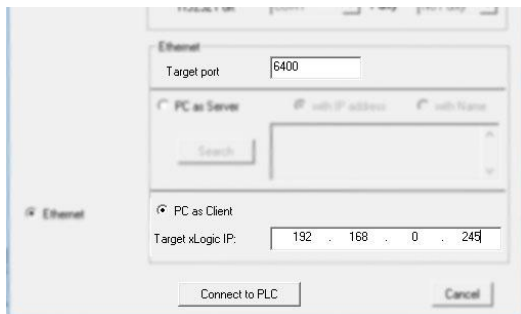 Ethernet
Target port 6400
PC as Server with IP address with Name
Search
Ethernet
PC as Client
Target xLogic IP: 192 . 168 . 0 . 245
Connect to PLC Cancel